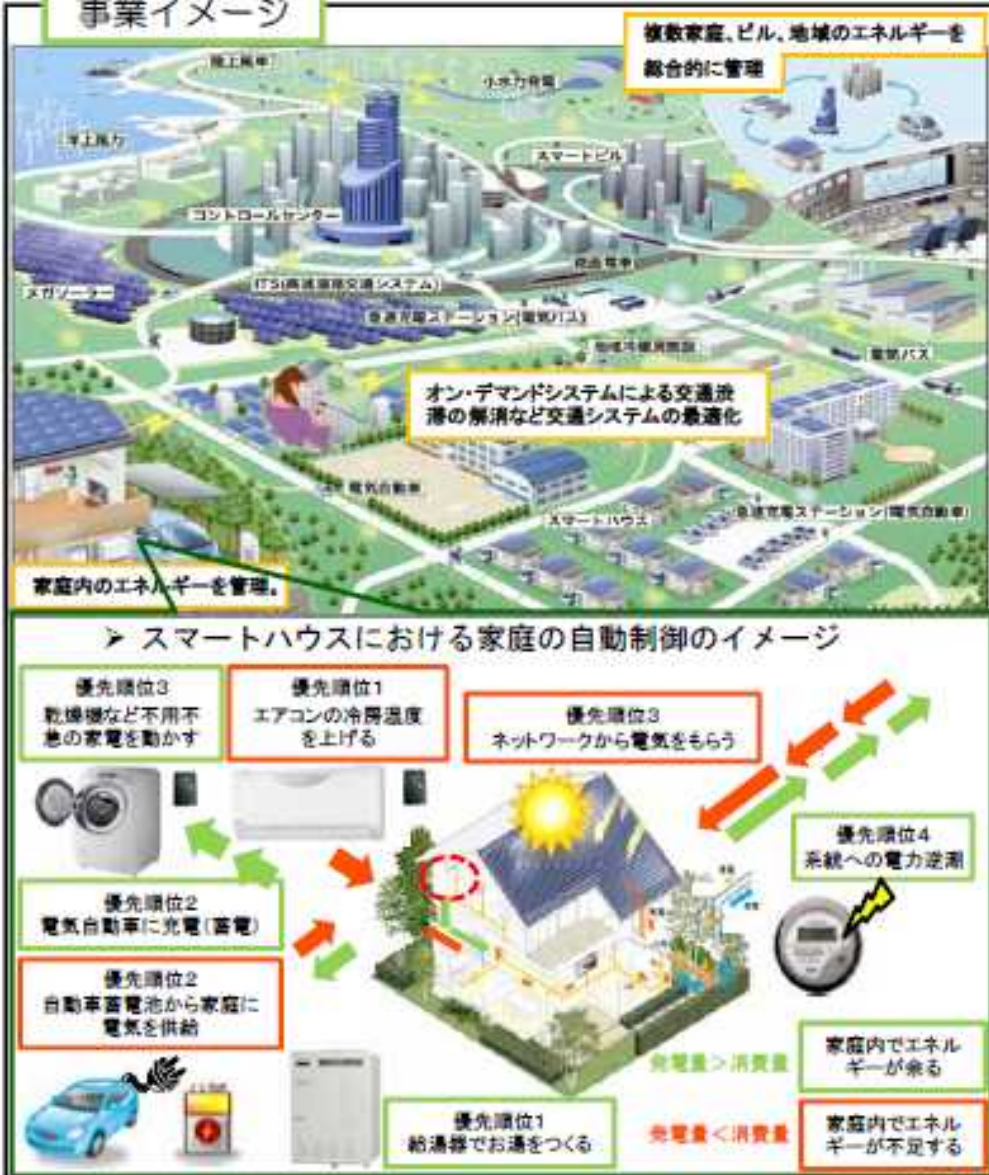 事業イメージ
複数家庭、ビル、地域のエネルギーを
総合的に管理
陸上風車
小水力発電
洋上風力
スマートビル
コントロールセンター
メガソーラー
ITS(高速道路交通システム)
急速充電ステーション(電気バス)
電気バス
オン・デマンドシステムによる交通渋
滞の解消など交通システムの最適化
電気自動車
スマートハウス
急速充電ステーション(電気自動車)
家庭内のエネルギーを管理。
➢ スマートハウスにおける家庭の自動制御のイメージ
優先順位3
乾燥機など不用不
急の家電を動かす
優先順位1
エアコンの冷房温度
を上げる
優先順位3
ネットワークから電気をもらう
優先順位4
系統への電力逆潮
優先順位2
電気自動車に充電(蓄電)
優先順位2
自動車蓄電池から家庭に
電気を供給
優先順位1
給湯器でお湯をつくる
発電量>消費量
家庭内でエネル
ギーが余る
発電量<消費量
家庭内でエネル
ギーが不足する